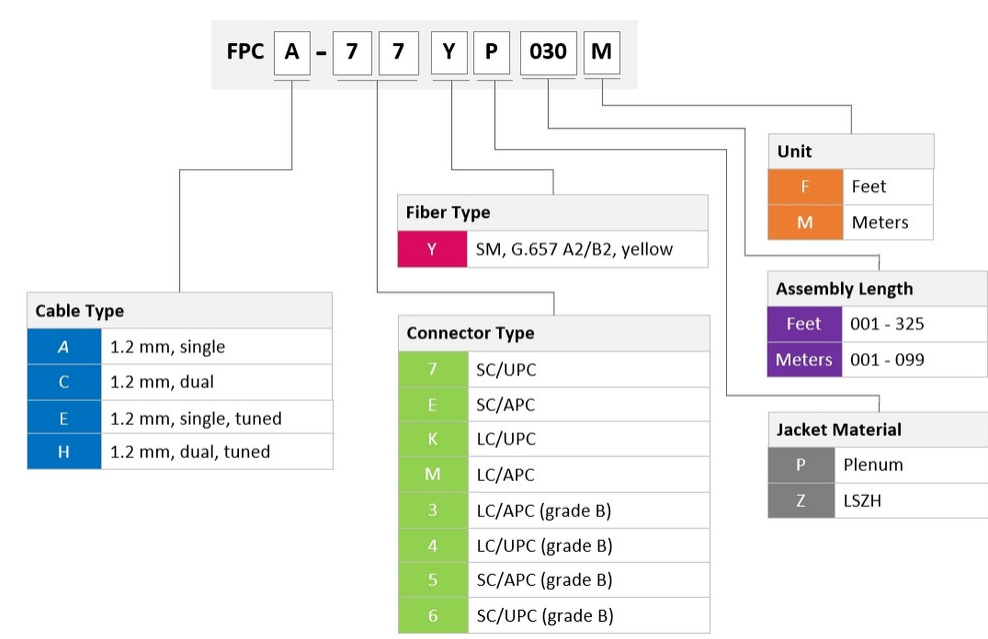 FPC A - 7 7 Y P 030 M
Unit
F Feet
M Meters
Fiber Type
Y SM, G.657 A2/B2, yellow
Assembly Length
Feet 001 - 325
Meters 001 - 099
Cable Type
A 1.2 mm, single
C 1.2 mm, dual
E 1.2 mm, single, tuned
H 1.2 mm, dual, tuned
Connector Type
7 SC/UPC
E SC/APC
K LC/UPC
M LC/APC
3 LC/APC (grade B)
4 LC/UPC (grade B)
5 SC/APC (grade B)
6 SC/UPC (grade B)
Jacket Material
P Plenum
Z LSZH